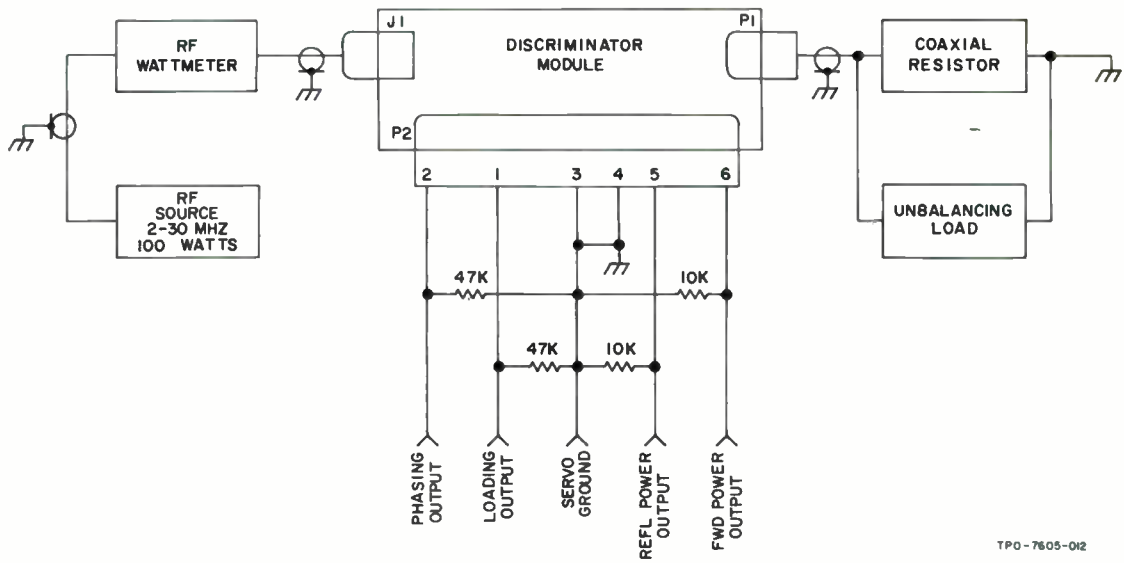 RF
WATTMETER
J1
DISCRIMINATOR
MODULE
P1
COAXIAL
RESISTOR
P2
2 1 3 4 5 6
RF
SOURCE
2-30 MHZ
100 WATTS
UNBALANCING
LOAD
47K
10K
47K
10K
PHASING
OUTPUT
LOADING
OUTPUT
SERVO
GROUND
REFL POWER
OUTPUT
FWD POWER
OUTPUT
TPO-7605-012